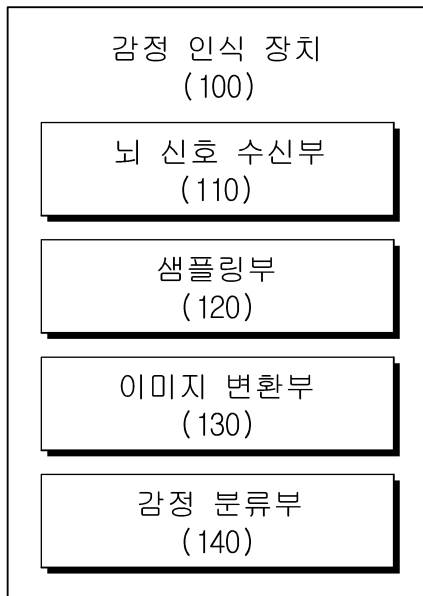 감정 인식 장치
(100)
뇌 신호 수신부
(110)
샘플링부
(120)
이미지 변환부
(130)
감정 분류부
(140)